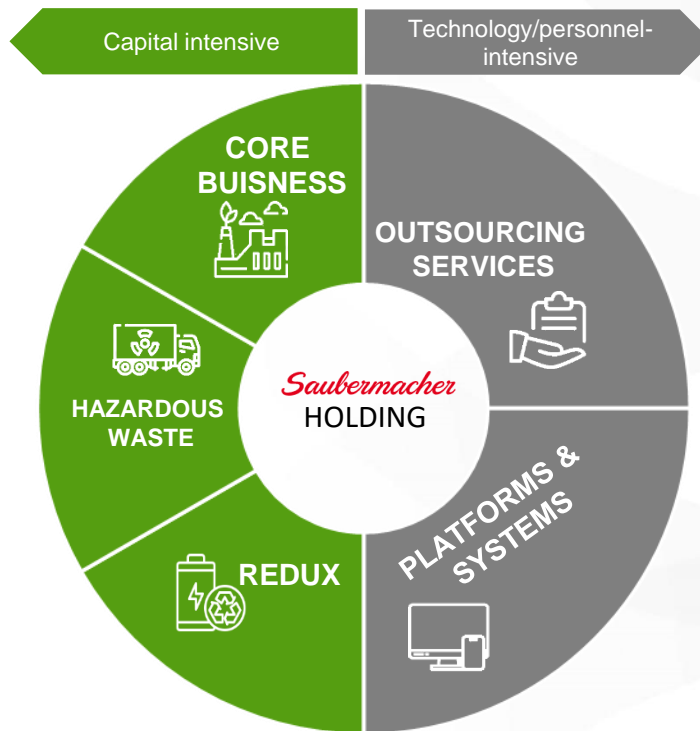 Capital intensive
Technology/personnel-
intensive
CORE
BUISNESS
OUTSOURCING
SERVICES
HAZARDOUS
WASTE
Saubermacher
HOLDING
REDUX
PLATFORMS &
SYSTEMS